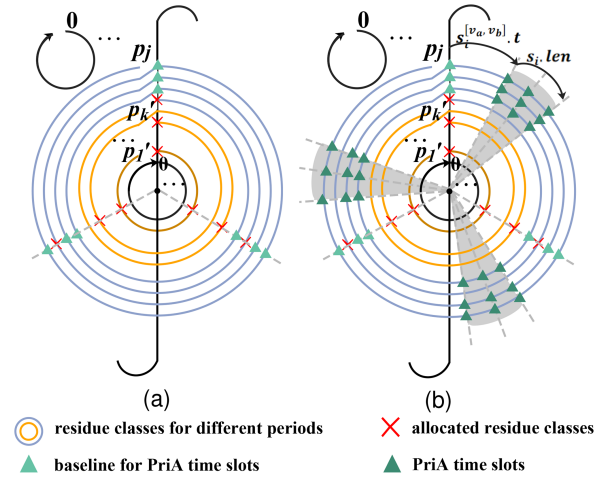 0 ...
p_j
p_k'
...
p_1'
0
...
(a)
0 ...
p_j
s_i^{[v_a, v_b]}.t
s_i.len
p_k'
...
p_1'
0
...
(b)
residue classes for different periods
allocated residue classes
baseline for PriA time slots
PriA time slots